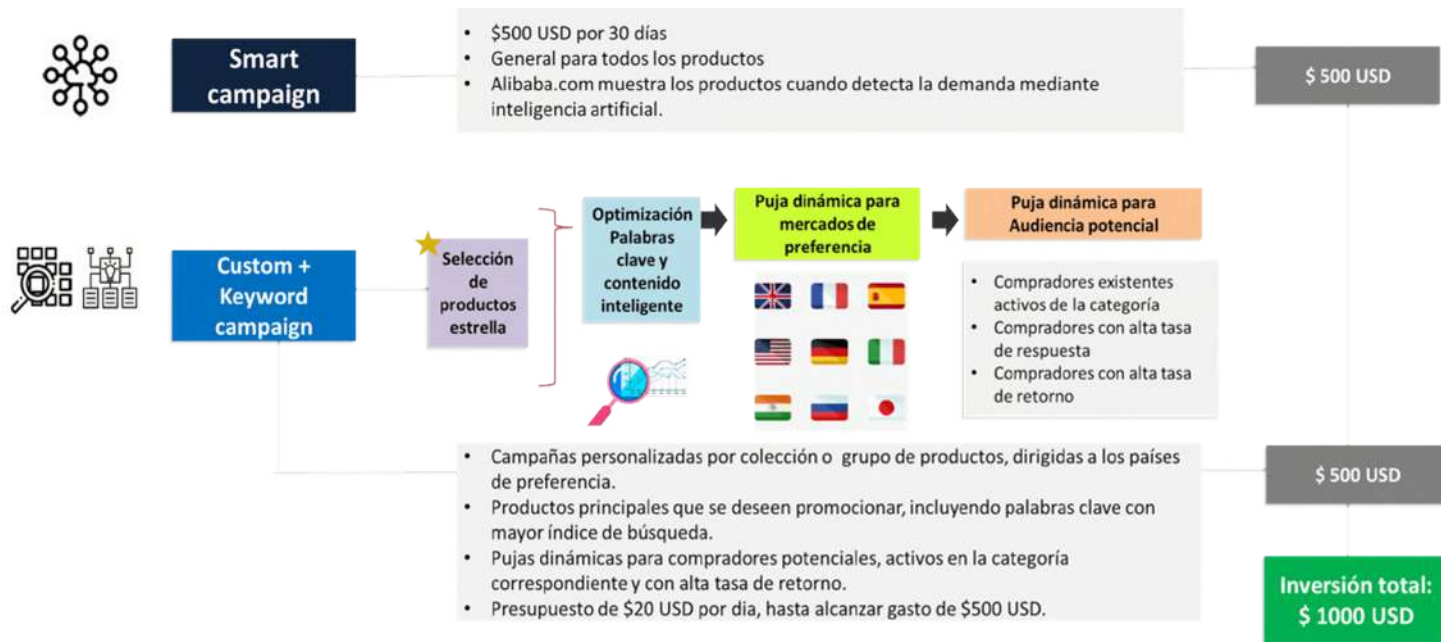 Smart
campaign
• $500 USD por 30 días
• General para todos los productos
• Alibaba.com muestra los productos cuando detecta la demanda mediante
inteligencia artificial.
$ 500 USD
Custom +
Keyword
campaign
Selección
de
productos
estrella
Optimización
Palabras
clave y
contenido
inteligente
Puja dinámica para
mercados de
preferencia
Puja dinámica para
Audiencia potencial
• Compradores existentes
activos de la categoría
• Compradores con alta tasa
de respuesta
• Compradores con alta tasa
de retorno
• Campañas personalizadas por colección o grupo de productos, dirigidas a los países
de preferencia.
• Productos principales que se deseen promocionar, incluyendo palabras clave con
mayor índice de búsqueda.
• Pujas dinámicas para compradores potenciales, activos en la categoría
correspondiente y con alta tasa de retorno.
• Presupuesto de $20 USD por dia, hasta alcanzar gasto de $500 USD.
$ 500 USD
Inversión total:
$ 1000 USD